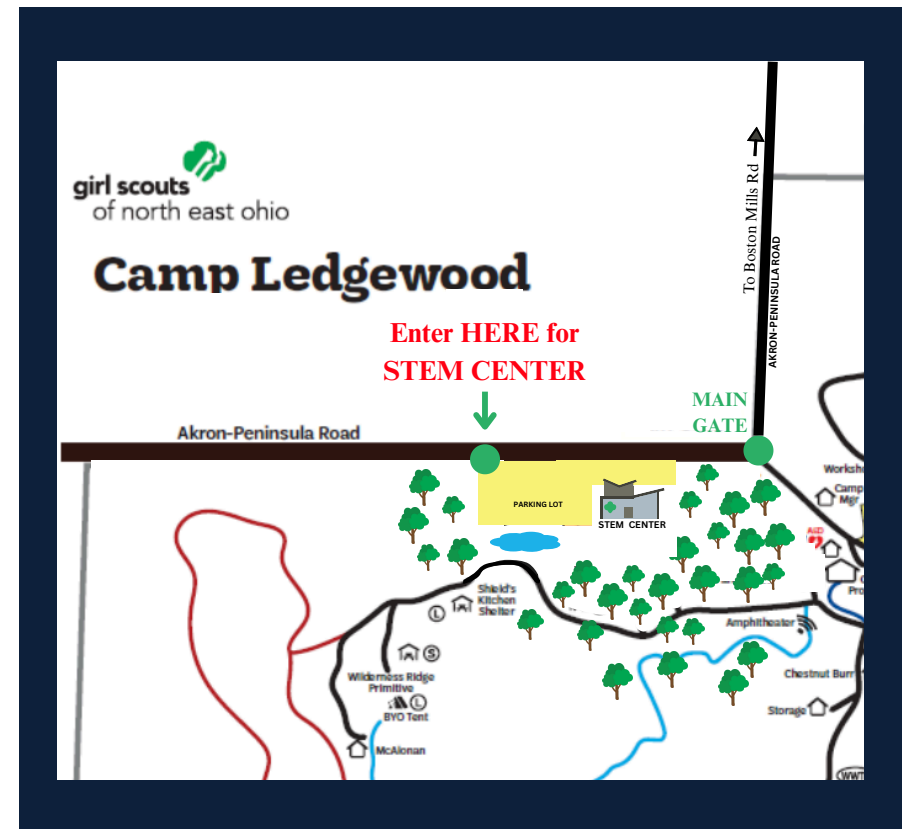 girl scouts
of north east ohio
Camp Ledgewood
To Boston Mills Rd
AKRON-PENINSULA ROAD
Enter HERE for
STEM CENTER
MAIN
GATE
Akron-Peninsula Road
PARKING LOT
STEM CENTER
Camp
Mgr
AED
Shield's
Kitchen
Shelter
L
S
Wilderness Ridge
Primitive
L
BYO Tent
McAlonan
Amphitheater
Chestnut Burr
Storage